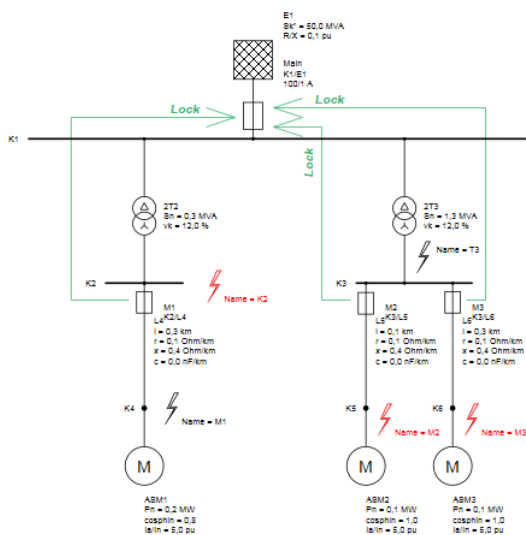 E1
Sk" = 50,0 MVA
R/X = 0,1 pu
Main
K1/E1
100/1 A
Lock
Lock
Lock
K1
2T2
Sn = 0,3 MVA
vk = 12,0 %
2T3
Sn = 1,3 MVA
vk = 12,0 %
Name = T3
K2
Name = K2
K3
M1
K2/L4
L4
l = 0,3 km
r = 0,1 Ohm/km
x = 0,4 Ohm/km
c = 0,0 nF/km
M2
K3/L5
L5
l = 0,1 km
r = 0,1 Ohm/km
x = 0,4 Ohm/km
c = 0,0 nF/km
M3
K3/L6
L6
l = 0,3 km
r = 0,1 Ohm/km
x = 0,4 Ohm/km
c = 0,0 nF/km
K4
Name = M1
K5
Name = M2
K6
Name = M3
M
M
M
ASM1
Pn = 0,2 MW
cosphin = 0,8
Ia/In = 5,0 pu
ASM2
Pn = 0,1 MW
cosphin = 1,0
Ia/In = 5,0 pu
ASM3
Pn = 0,1 MW
cosphin = 1,0
Ia/In = 5,0 pu